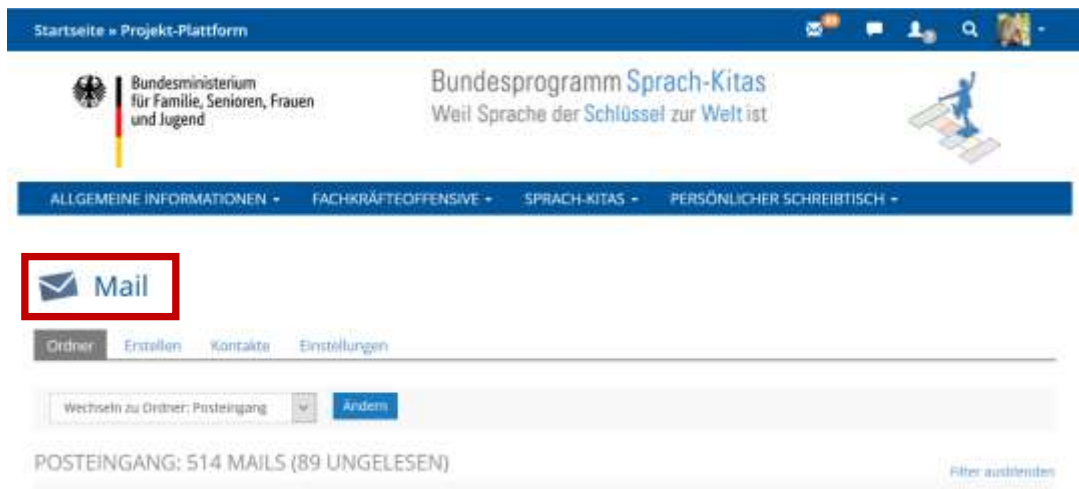 Startseite » Projekt-Plattform
Bundesministerium
für Familie, Senioren, Frauen
und Jugend
Bundesprogramm Sprach-Kitas
Weil Sprache der Schlüssel zur Welt ist
ALLGEMEINE INFORMATIONEN
FACHKRÄFTEOFFENSIVE
SPRACH-KITAS
PERSÖNLICHER SCHREIBTISCH
Mail
Ordner Erstellen Kontakte Einstellungen
Wechseln zu Ordner: Posteingang Ändern
POSTEINGANG: 514 MAILS (89 UNGELESEN)
Filter ausblenden